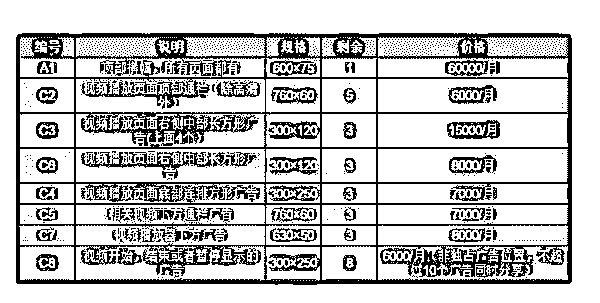 编号 说明 规格 剩余 价格
A1 顶部横幅，所有页面都有 600×75 1 60000/月
C2 视频播放页面顶部通栏（除高清
外） 760×60 5 6000/月
C3 视频播放页面右侧中部长方形广
告(上面4个) 300×120 3 15000/月
视频播放页面右侧中部长方形广
告 300×120 3 8000/月
C4 视频播放页面底部连排方形广告 300×250 3 7000/月
C5 相关视频下方通栏广告 760×60 3 7000/月
C7 视频播放器下方广告 630×50 3 6000/月
视频开始，结束或者暂停显示的
广告 300×250 8 6000/月（非独占广告位置，不超
过10个广告同时分享）